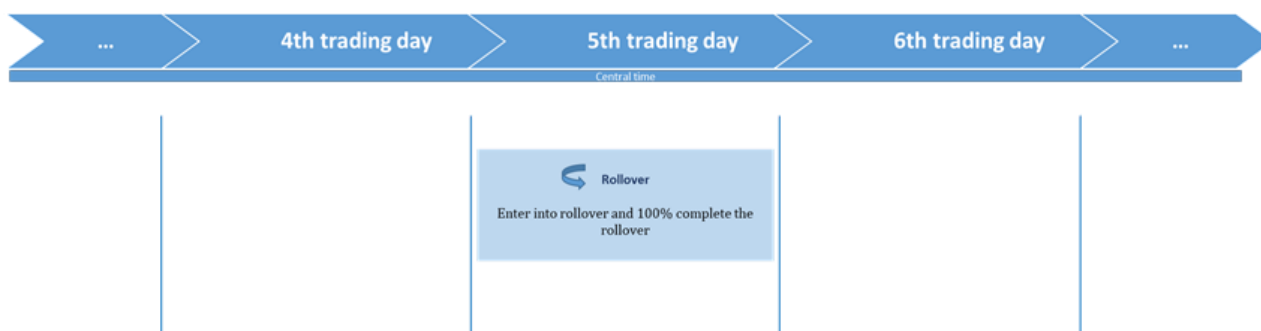 ...
4th trading day
5th trading day
6th trading day
...
Central time
Rollover
Enter into rollover and 100% complete the
rollover